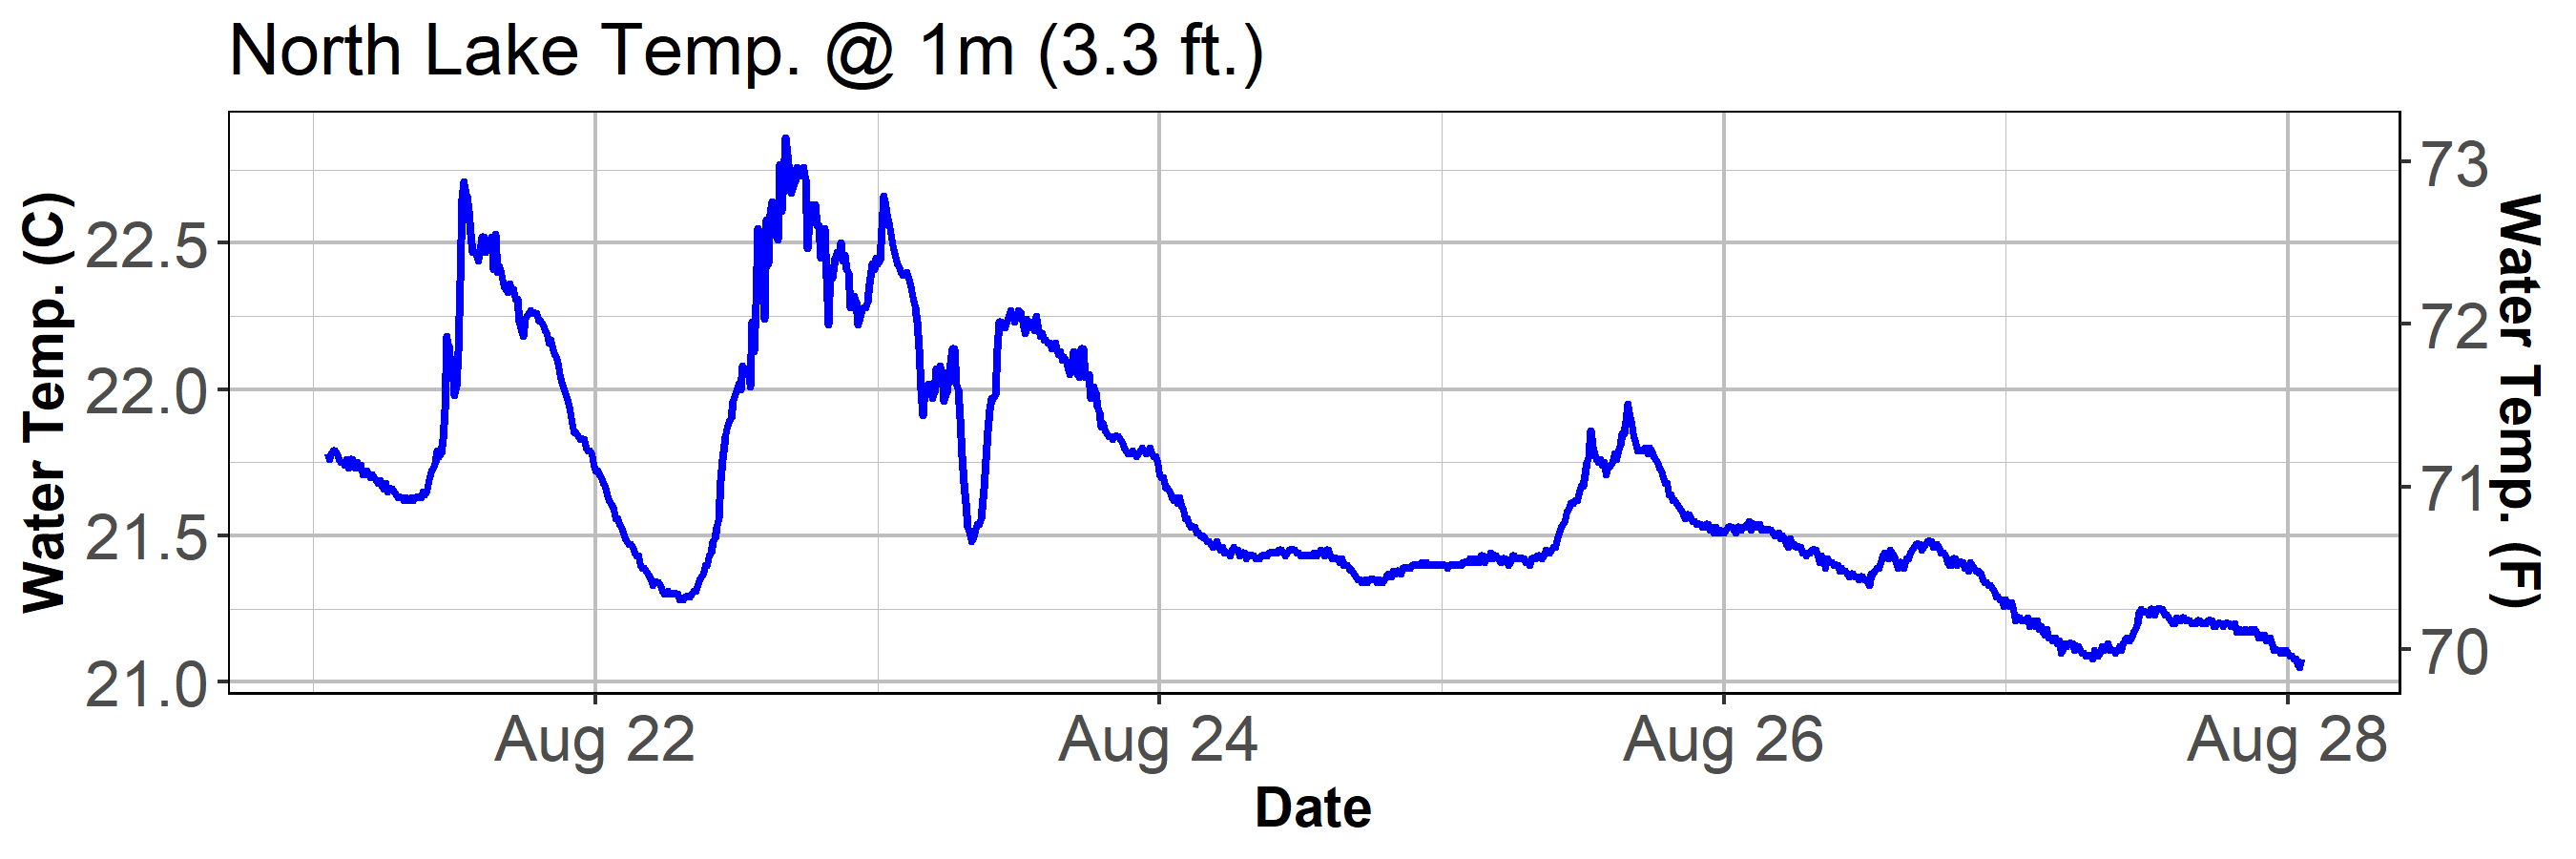 North Lake Temp. @ 1m (3.3 ft.)
Water Temp. (C)
22.5
22.0
21.5
21.0
73
72
71
70
Water Temp. (F)
Aug 22
Aug 24
Aug 26
Aug 28
Date